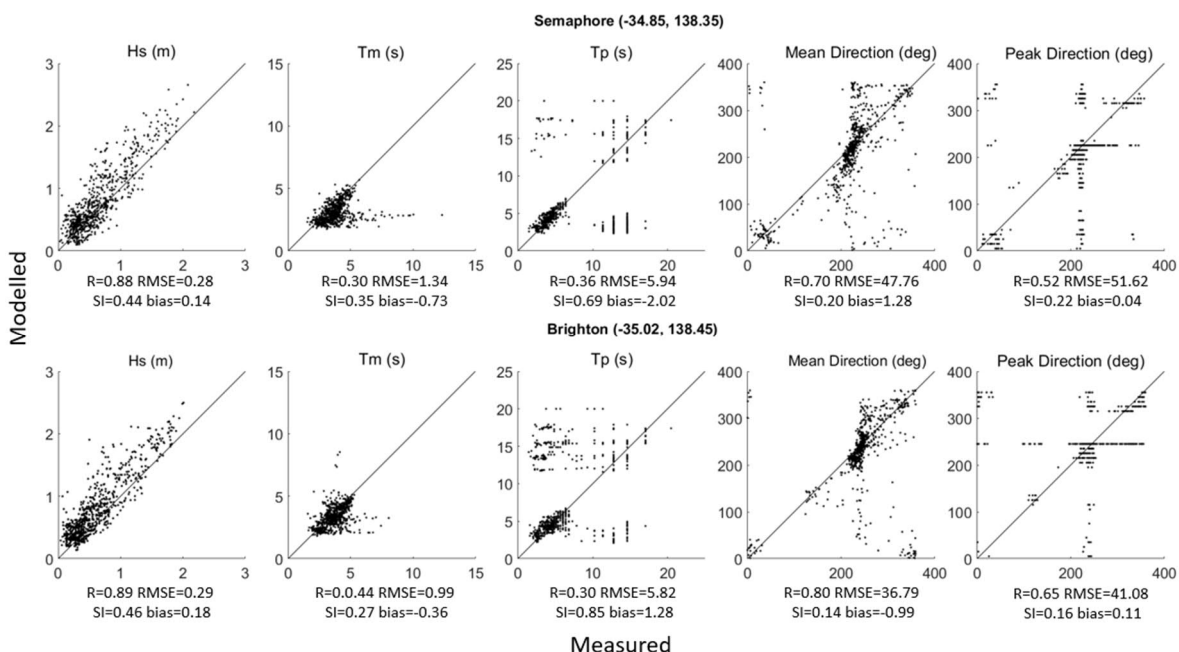 Semaphore (-34.85, 138.35)
Hs (m)
Tm (s)
Tp (s)
Mean Direction (deg)
Peak Direction (deg)
3
2
1
0
0 1 2 3
15
10
5
0
0 5 10 15
25
20
15
10
5
0
0 10 20
400
300
200
100
0
0 200 400
400
300
200
100
0
0 200 400
R=0.88 RMSE=0.28
SI=0.44 bias=0.14
R=0.30 RMSE=1.34
SI=0.35 bias=-0.73
R=0.36 RMSE=5.94
SI=0.69 bias=-2.02
R=0.70 RMSE=47.76
SI=0.20 bias=1.28
R=0.52 RMSE=51.62
SI=0.22 bias=0.04
Modelled
Brighton (-35.02, 138.45)
Hs (m)
Tm (s)
Tp (s)
Mean Direction (deg)
Peak Direction (deg)
3
2
1
0
0 1 2 3
15
10
5
0
0 5 10 15
25
20
15
10
5
0
0 10 20
400
300
200
100
0
0 200 400
400
300
200
100
0
0 200 400
R=0.89 RMSE=0.29
SI=0.46 bias=0.18
R=0.0.44 RMSE=0.99
SI=0.27 bias=-0.36
R=0.30 RMSE=5.82
SI=0.85 bias=1.28
R=0.80 RMSE=36.79
SI=0.14 bias=-0.99
R=0.65 RMSE=41.08
SI=0.16 bias=0.11
Measured